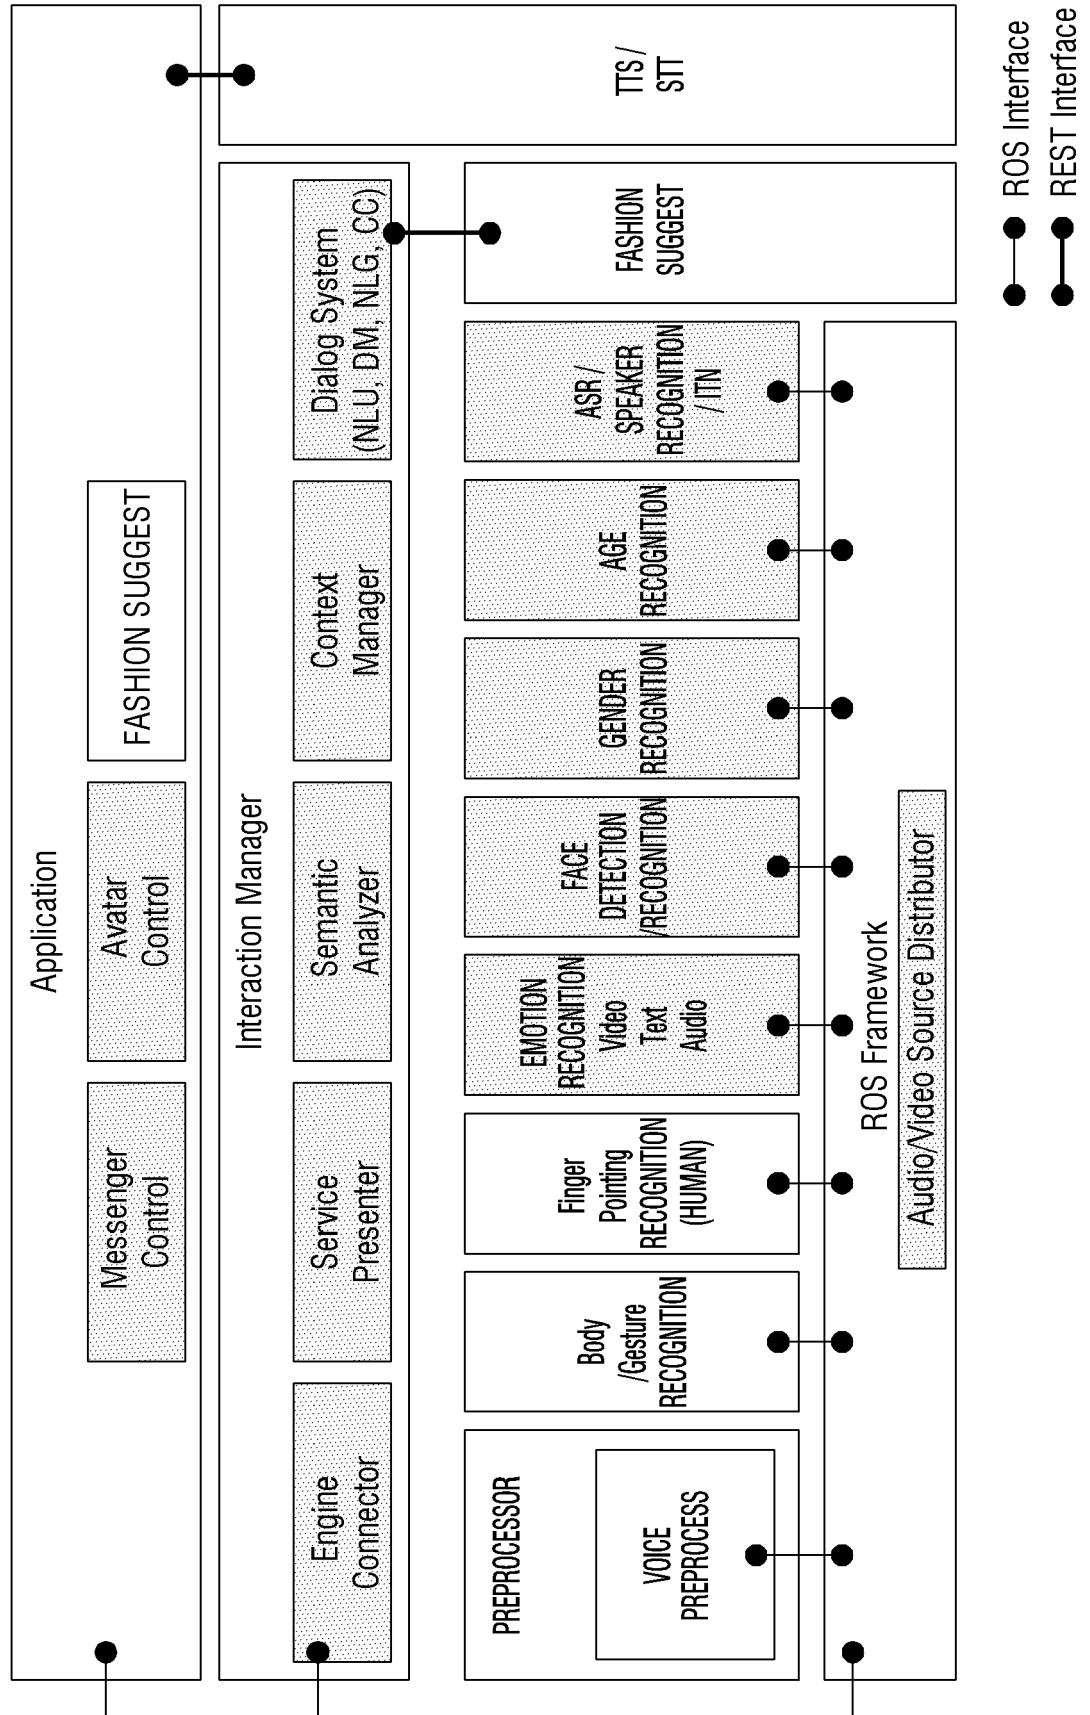 Application
Messenger
Control
Avatar
Control
FASHION SUGGEST
Interaction Manager
Engine
Connector
Service
Presenter
Semantic
Analyzer
Context
Manager
Dialog System
(NLU, DM, NLG, CC)
TTS /
STT
PREPROCESSOR
VOICE
PREPROCESS
Body
/Gesture
RECOGNITION
Finger
Pointing
RECOGNITION
(HUMAN)
EMOTION
RECOGNITION
Video
Text
Audio
FACE
DETECTION
/RECOGNITION
GENDER
RECOGNITION
AGE
RECOGNITION
ASR /
SPEAKER
RECOGNITION
/ ITN
FASHION
SUGGEST
ROS Framework
Audio/Video Source Distributor
ROS Interface
REST Interface